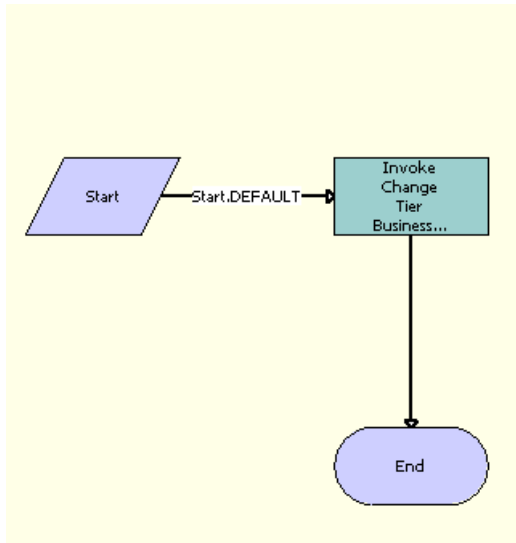 Start
Start.DEFAULT
Invoke
Change
Tier
Business...
End